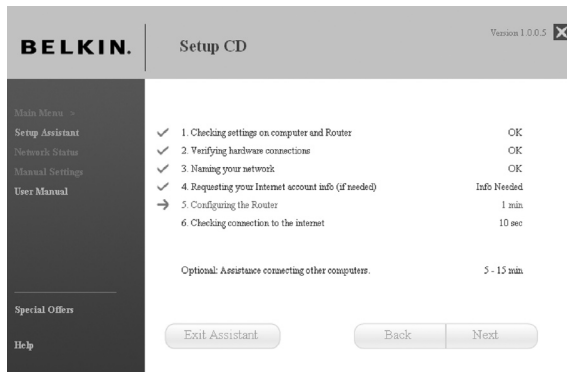 BELKIN.
Setup CD
Version 1.0.0.5
Main Menu >
Setup Assistant
Network Status
Manual Settings
User Manual
Special Offers
Help
1. Checking settings on computer and Router OK
2. Verifying hardware connections OK
3. Naming your network OK
4. Requesting your Internet account info (if needed) Info Needed
5. Configuring the Router 1 min
6. Checking connection to the internet 10 sec
Optional: Assistance connecting other computers. 5 - 15 min
Exit Assistant
Back
Next